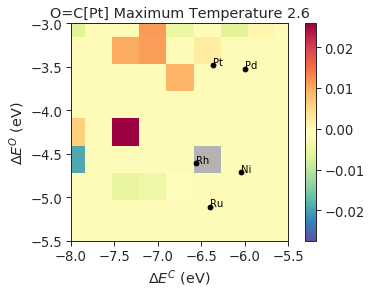 O=C[Pt] Maximum Temperature 2.6
−3.0
−3.5
−4.0
−4.5
−5.0
−5.5
ΔE^O (eV)
Pt
Pd
Rh
Ni
Ru
−8.0 −7.5 −7.0 −6.5 −6.0 −5.5
ΔE^C (eV)
0.02
0.01
0.00
−0.01
−0.02